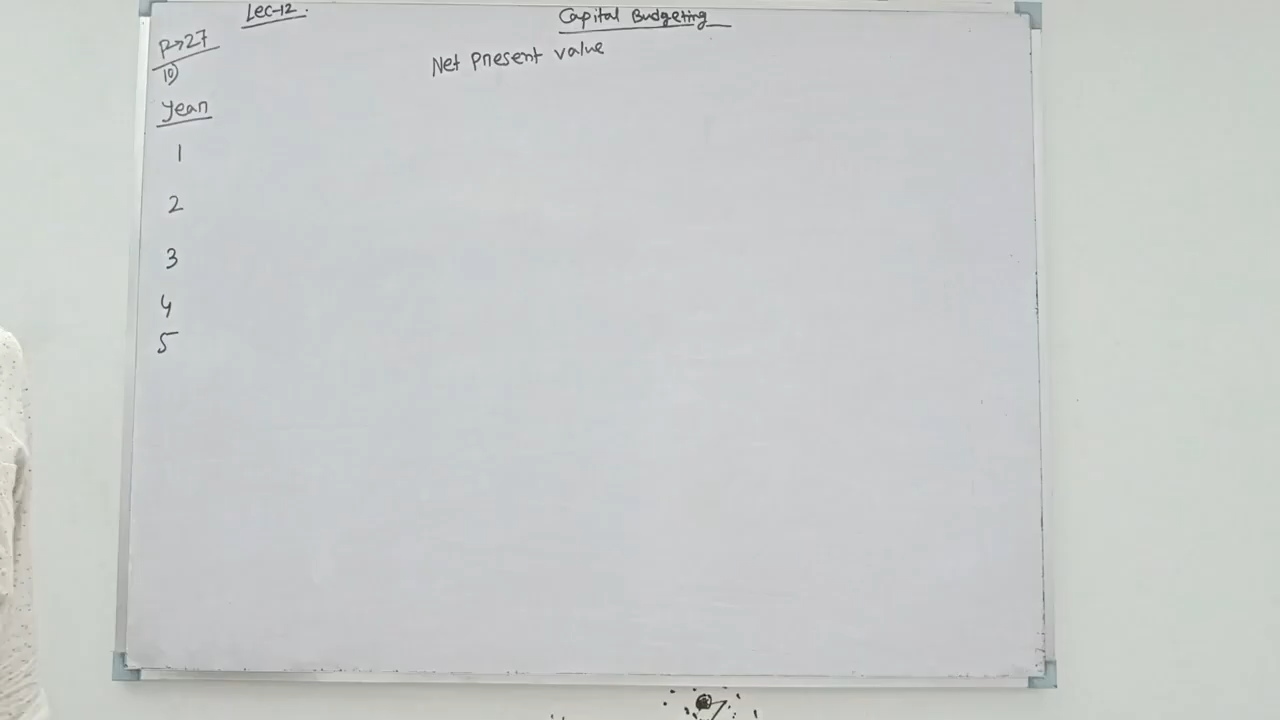 Lec-12.
Capital Budgeting
P→27
10)
Net Present value
Year
1
2
3
4
5